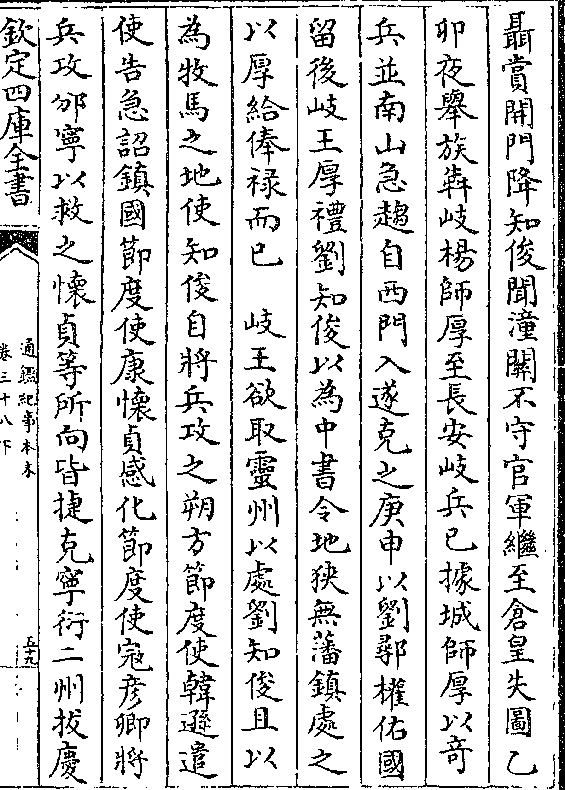 聶賞開門降知俊聞潼關不守官軍繼至倉皇失圖乙
卯夜舉族犇岐楊師厚至長安岐兵已據城師厚以竒
兵並南山急趨自西門入遂克之庚申以劉鄩權佑國
留後岐王厚禮劉知俊以為中書令地狹無藩鎮處之
以厚給俸禄而已　岐王欲取靈州以處劉知俊且以
為牧馬之地使知俊自將兵攻之朔方節度使韓遜遣
使告急詔鎮國節度使康懷貞感化節度使冦彥卿將
兵攻邠寧以救之懷貞等所向皆捷克寧衍二州拔慶
欽定四庫全書
通鑑紀事本末
卷三十八下
五十九